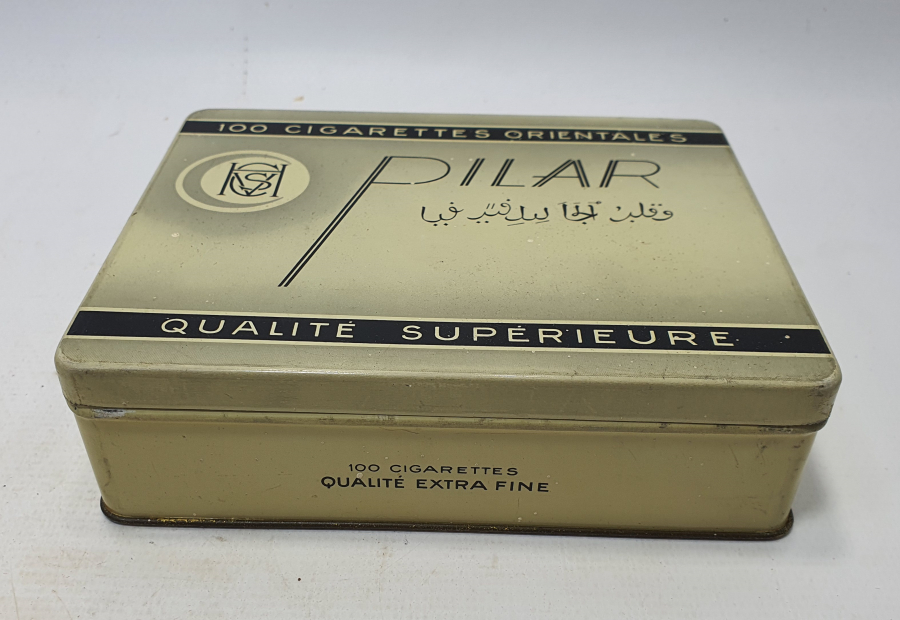 100 CIGARETTES ORIENTALES
PILAR
QUALITÉ SUPÉRIEURE
100 CIGARETTES
QUALITÉ EXTRA FINE